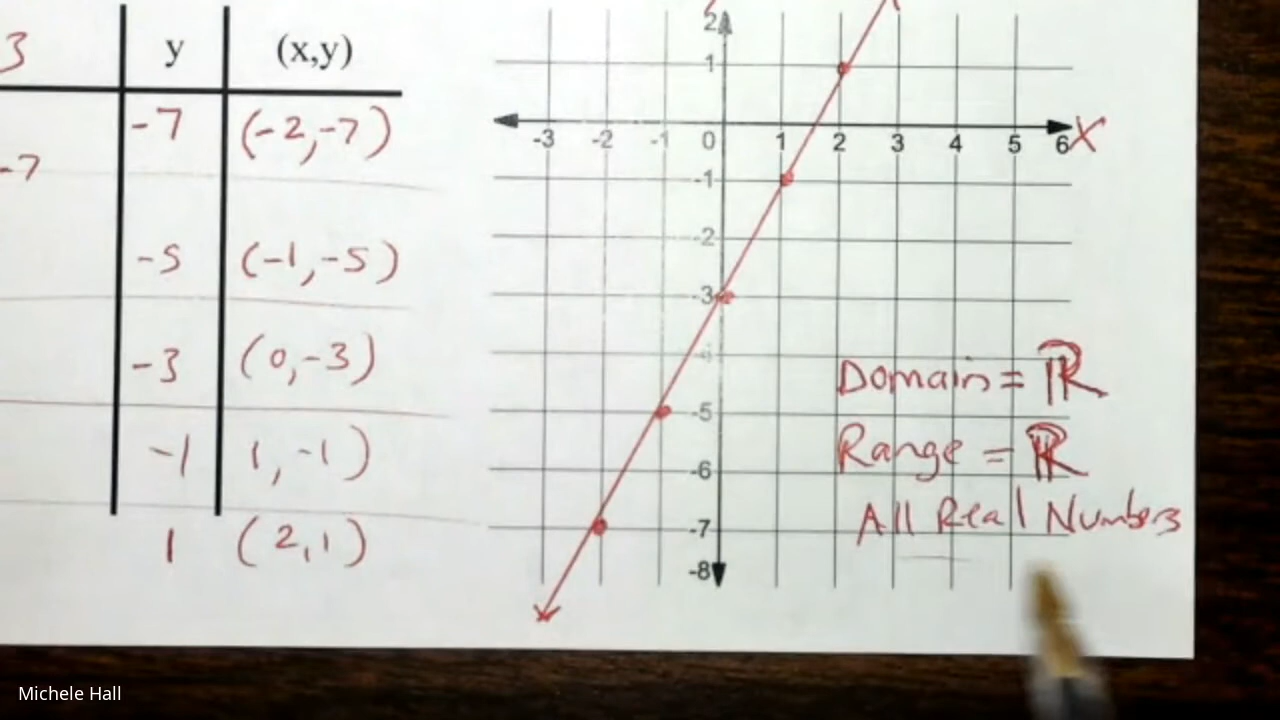 3 y (x,y)
-7 (-2,-7)
-7
-5 (-1,-5)
-3 (0,-3)
-1 1,-1)
1 (2,1)
2
1
-3 -2 -1 0 1 2 3 4 5 6 X
-1
-2
-3
-4
-5
-6
-7
-8
Domain = ℝ
Range = ℝ
All Real Numbers
Michele Hall